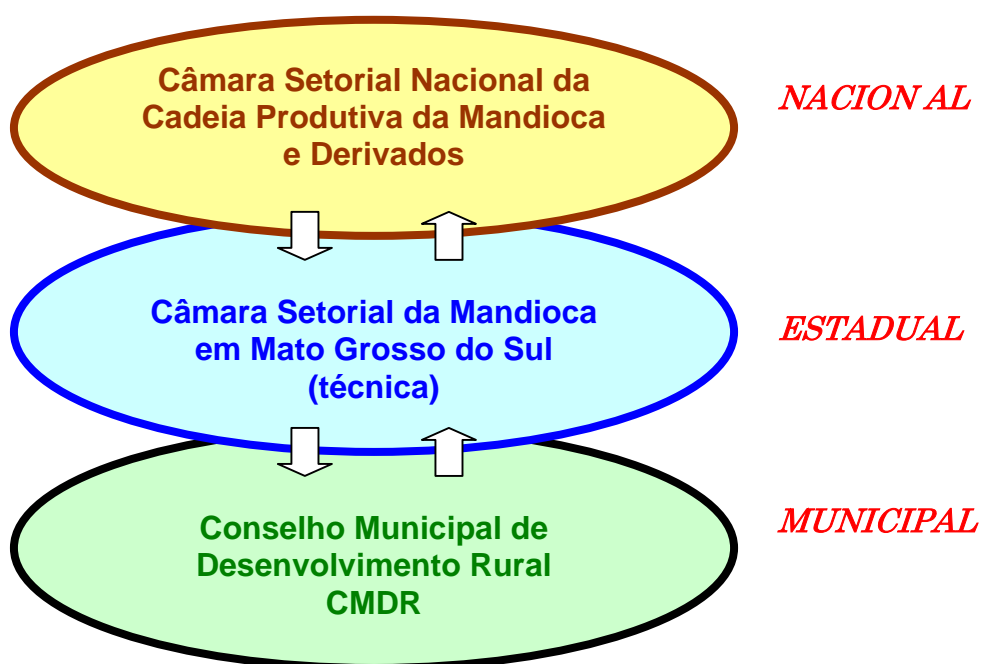 Câmara Setorial Nacional da
Cadeia Produtiva da Mandioca
e Derivados
NACION AL
Câmara Setorial da Mandioca
em Mato Grosso do Sul
(técnica)
ESTADUAL
Conselho Municipal de
Desenvolvimento Rural
CMDR
MUNICIPAL